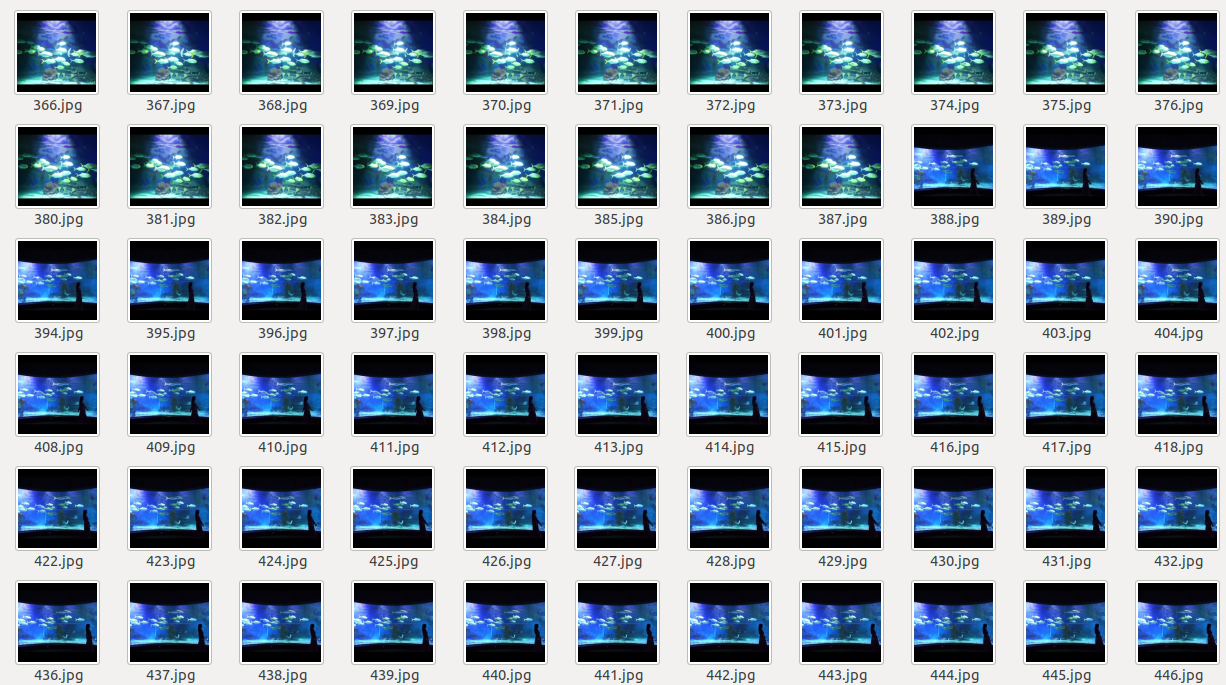 366.jpg 367.jpg 368.jpg 369.jpg 370.jpg 371.jpg 372.jpg 373.jpg 374.jpg 375.jpg 376.jpg
380.jpg 381.jpg 382.jpg 383.jpg 384.jpg 385.jpg 386.jpg 387.jpg 388.jpg 389.jpg 390.jpg
394.jpg 395.jpg 396.jpg 397.jpg 398.jpg 399.jpg 400.jpg 401.jpg 402.jpg 403.jpg 404.jpg
408.jpg 409.jpg 410.jpg 411.jpg 412.jpg 413.jpg 414.jpg 415.jpg 416.jpg 417.jpg 418.jpg
422.jpg 423.jpg 424.jpg 425.jpg 426.jpg 427.jpg 428.jpg 429.jpg 430.jpg 431.jpg 432.jpg
436.jpg 437.jpg 438.jpg 439.jpg 440.jpg 441.jpg 442.jpg 443.jpg 444.jpg 445.jpg 446.jpg